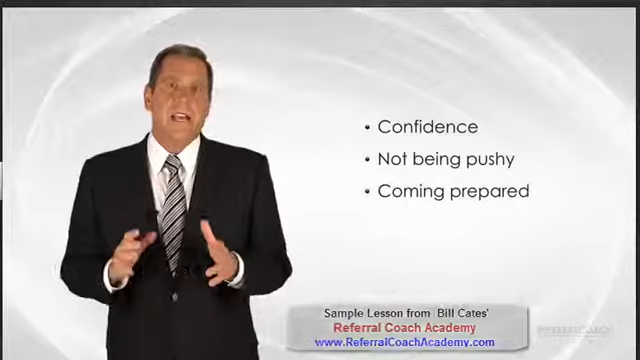 • Confidence
• Not being pushy
• Coming prepared
Sample Lesson from Bill Cates'
Referral Coach Academy
www.ReferralCoachAcademy.com